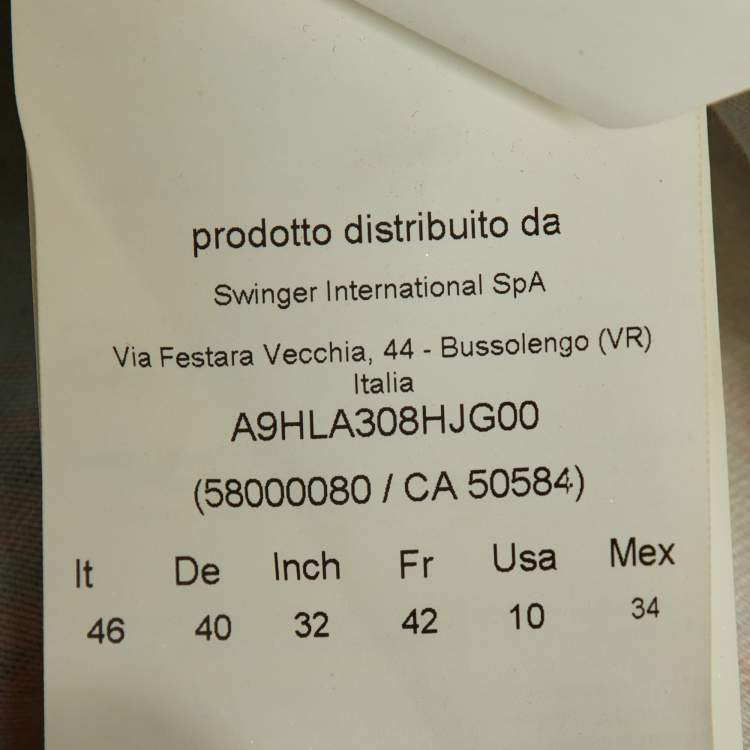 prodotto distribuito da
Swinger International SpA
Via Festara Vecchia, 44 - Bussolengo (VR)
Italia
A9HLA308HJG00
(58000080 / CA 50584)
It De Inch Fr Usa Mex
46 40 32 42 10 34